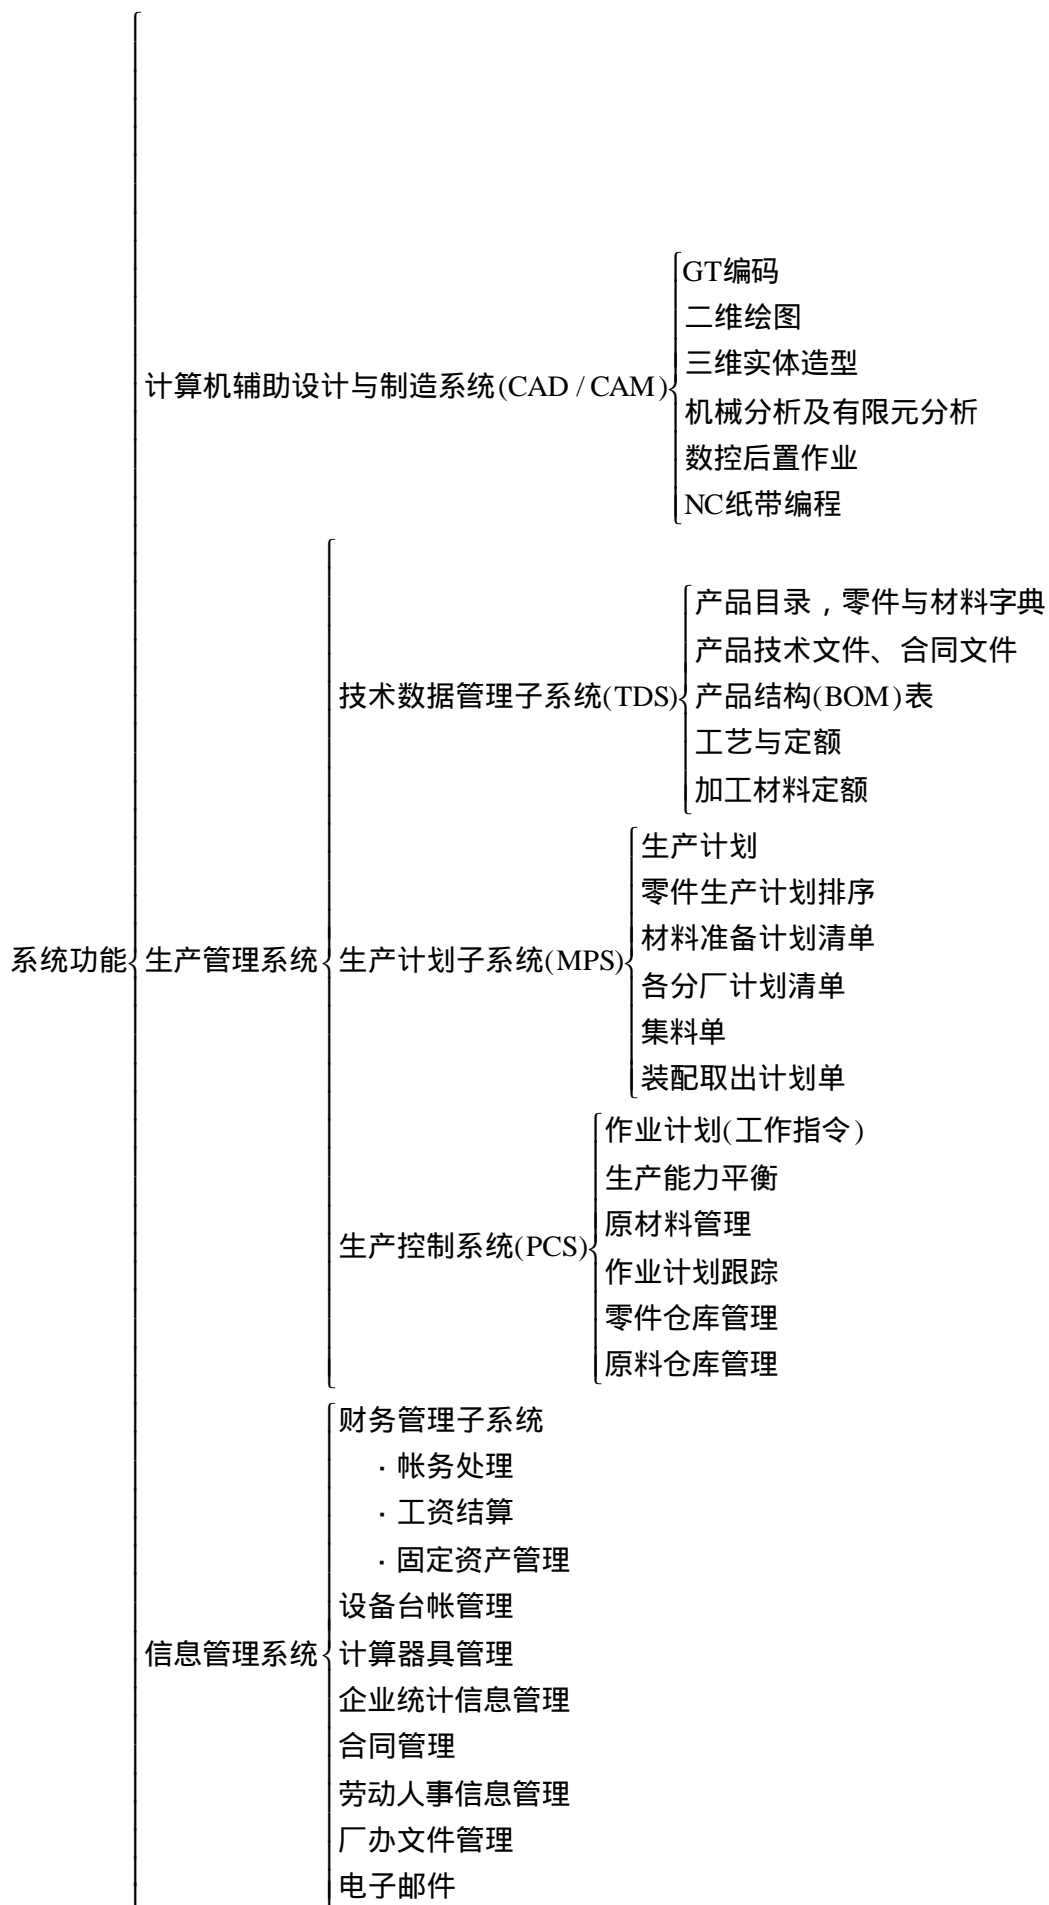 系统功能
计算机辅助设计与制造系统(CAD / CAM)
GT编码
二维绘图
三维实体造型
机械分析及有限元分析
数控后置作业
NC纸带编程
生产管理系统
技术数据管理子系统(TDS)
产品目录，零件与材料字典
产品技术文件、合同文件
产品结构(BOM)表
工艺与定额
加工材料定额
生产计划子系统(MPS)
生产计划
零件生产计划排序
材料准备计划清单
各分厂计划清单
集料单
装配取出计划单
生产控制系统(PCS)
作业计划(工作指令)
生产能力平衡
原材料管理
作业计划跟踪
零件仓库管理
原料仓库管理
信息管理系统
财务管理子系统
·帐务处理
·工资结算
·固定资产管理
设备台帐管理
计算器具管理
企业统计信息管理
合同管理
劳动人事信息管理
厂办文件管理
电子邮件